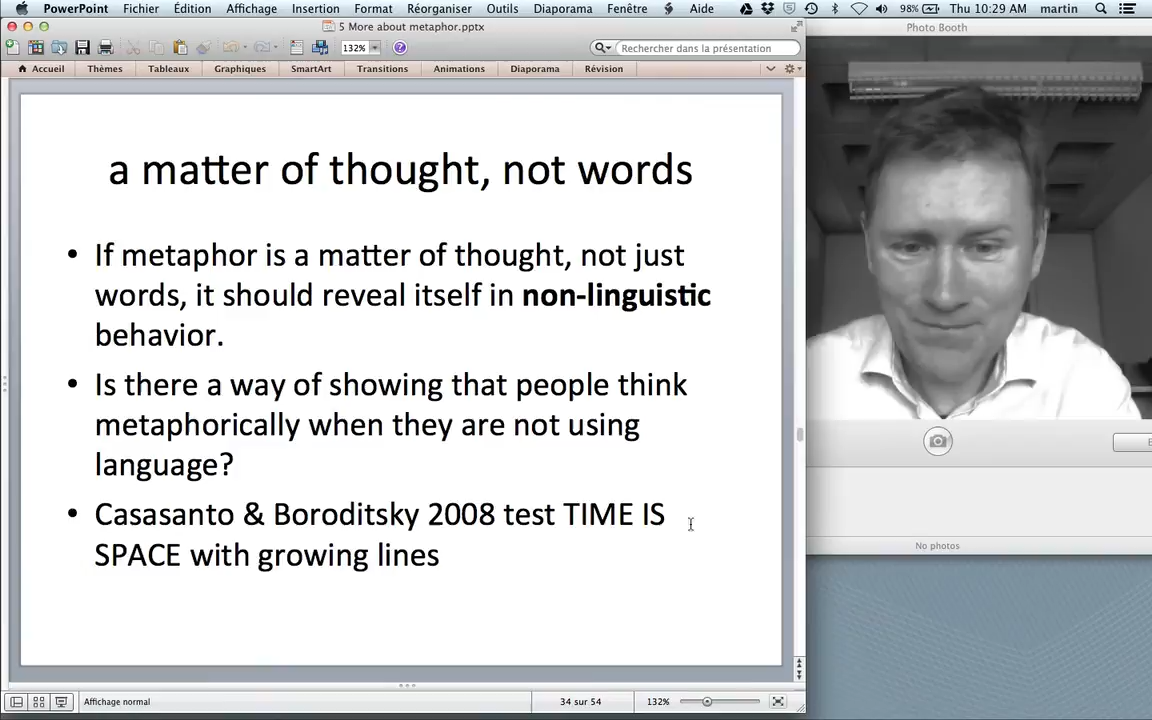 PowerPoint Fichier Édition Affichage Insertion Format Réorganiser Outils Diaporama Fenêtre Aide 98% Thu 10:29 AM martin
5 More about metaphor.pptx
Photo Booth
132% Rechercher dans la présentation
Accueil Thèmes Tableaux Graphiques SmartArt Transitions Animations Diaporama Révision
a matter of thought, not words
• If metaphor is a matter of thought, not just
words, it should reveal itself in non-linguistic
behavior.
• Is there a way of showing that people think
metaphorically when they are not using
language?
• Casasanto & Boroditsky 2008 test TIME IS
SPACE with growing lines
No photos
Affichage normal 34 sur 54 132%